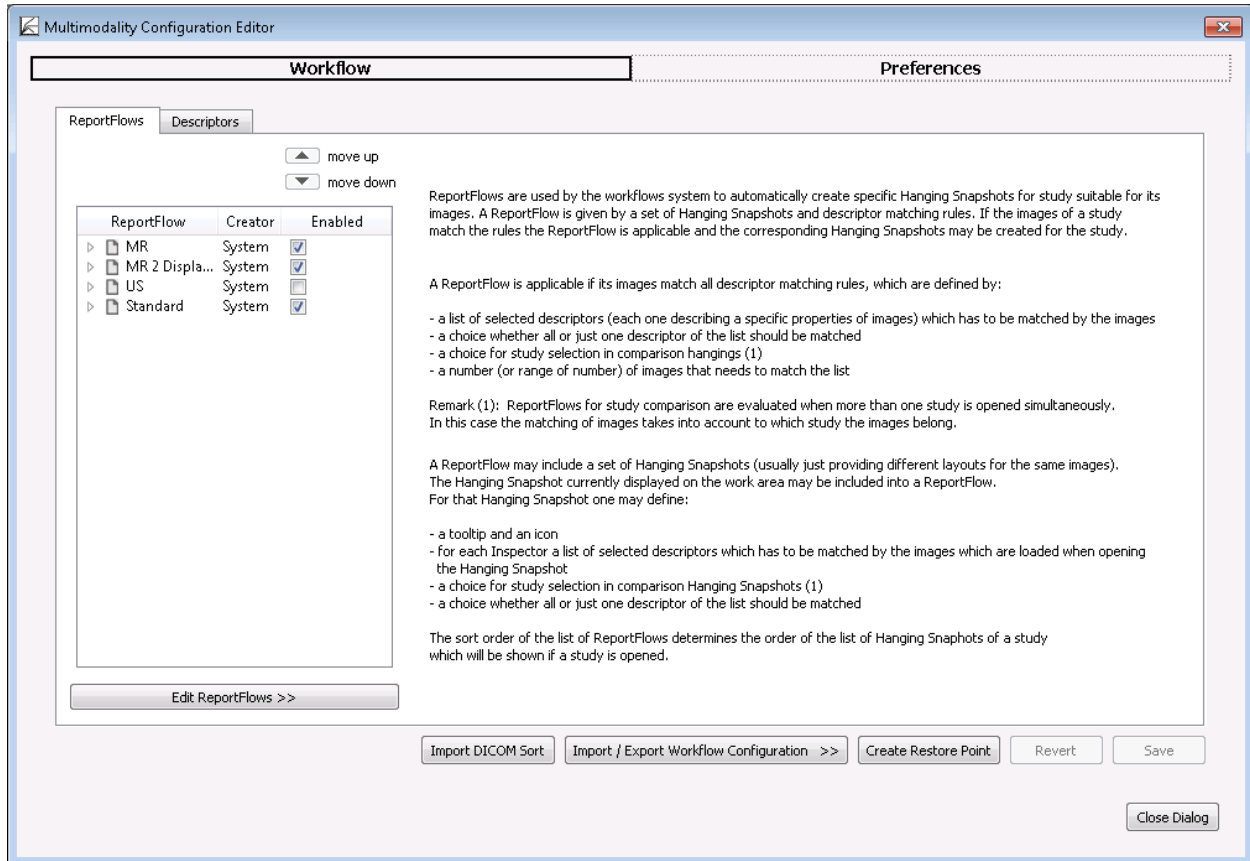 Multimodality Configuration Editor
Workflow
Preferences
ReportFlows
Descriptors
move up
move down
ReportFlow Creator Enabled
MR System
MR 2 Displa... System
US System
Standard System
Edit ReportFlows >>
ReportFlows are used by the workflows system to automatically create specific Hanging Snapshots for study suitable for its
images. A ReportFlow is given by a set of Hanging Snapshots and descriptor matching rules. If the images of a study
match the rules the ReportFlow is applicable and the corresponding Hanging Snapshots may be created for the study.
A ReportFlow is applicable if its images match all descriptor matching rules, which are defined by:
- a list of selected descriptors (each one describing a specific properties of images) which has to be matched by the images
- a choice whether all or just one descriptor of the list should be matched
- a choice for study selection in comparison hangings (1)
- a number (or range of number) of images that needs to match the list
Remark (1): ReportFlows for study comparison are evaluated when more than one study is opened simultaneously.
In this case the matching of images takes into account to which study the images belong.
A ReportFlow may include a set of Hanging Snapshots (usually just providing different layouts for the same images).
The Hanging Snapshot currently displayed on the work area may be included into a ReportFlow.
For that Hanging Snapshot one may define:
- a tooltip and an icon
- for each Inspector a list of selected descriptors which has to be matched by the images which are loaded when opening
the Hanging Snapshot
- a choice for study selection in comparison Hanging Snapshots (1)
- a choice whether all or just one descriptor of the list should be matched
The sort order of the list of ReportFlows determines the order of the list of Hanging Snaphots of a study
which will be shown if a study is opened.
Import DICOM Sort
Import / Export Workflow Configuration >>
Create Restore Point
Revert
Save
Close Dialog